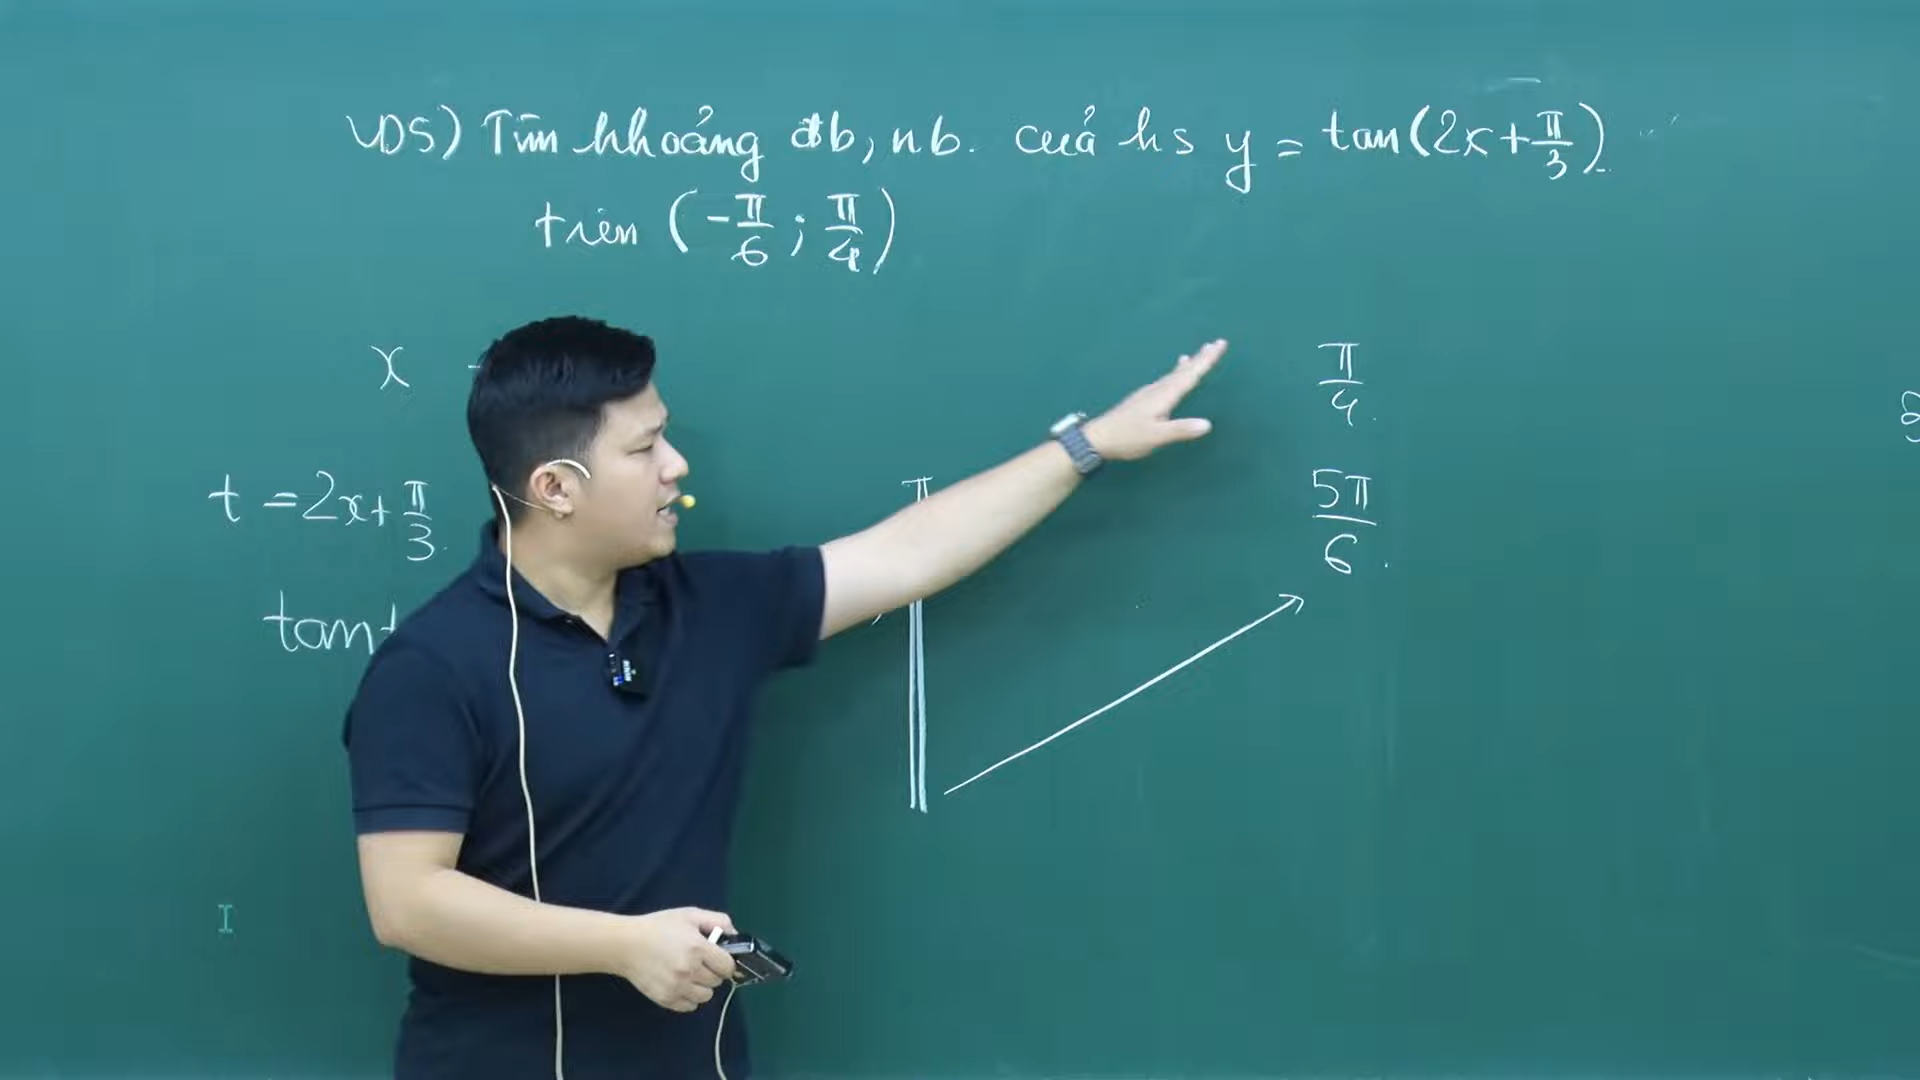 VD5) Tìm khoảng đb, nb. của hs y = tan(2x + π/3)
trên (-π/6 ; π/4)
x - π/4
t = 2x + π/3 π 5π/6
tan t